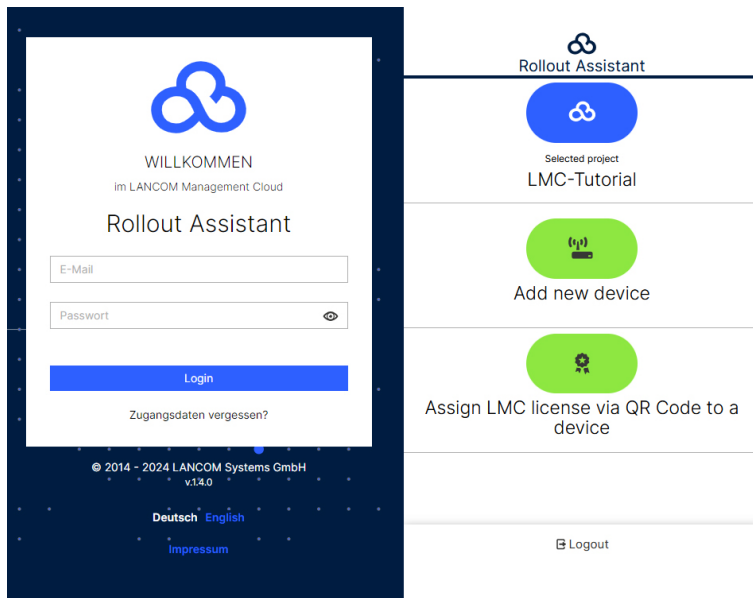 WILLKOMMEN
im LANCOM Management Cloud
Rollout Assistant
E-Mail
Passwort
Login
Zugangsdaten vergessen?
© 2014 - 2024 LANCOM Systems GmbH
v.1.4.0
Deutsch English
Impressum
Rollout Assistant
Selected project
LMC-Tutorial
Add new device
Assign LMC license via QR Code to a
device
Logout